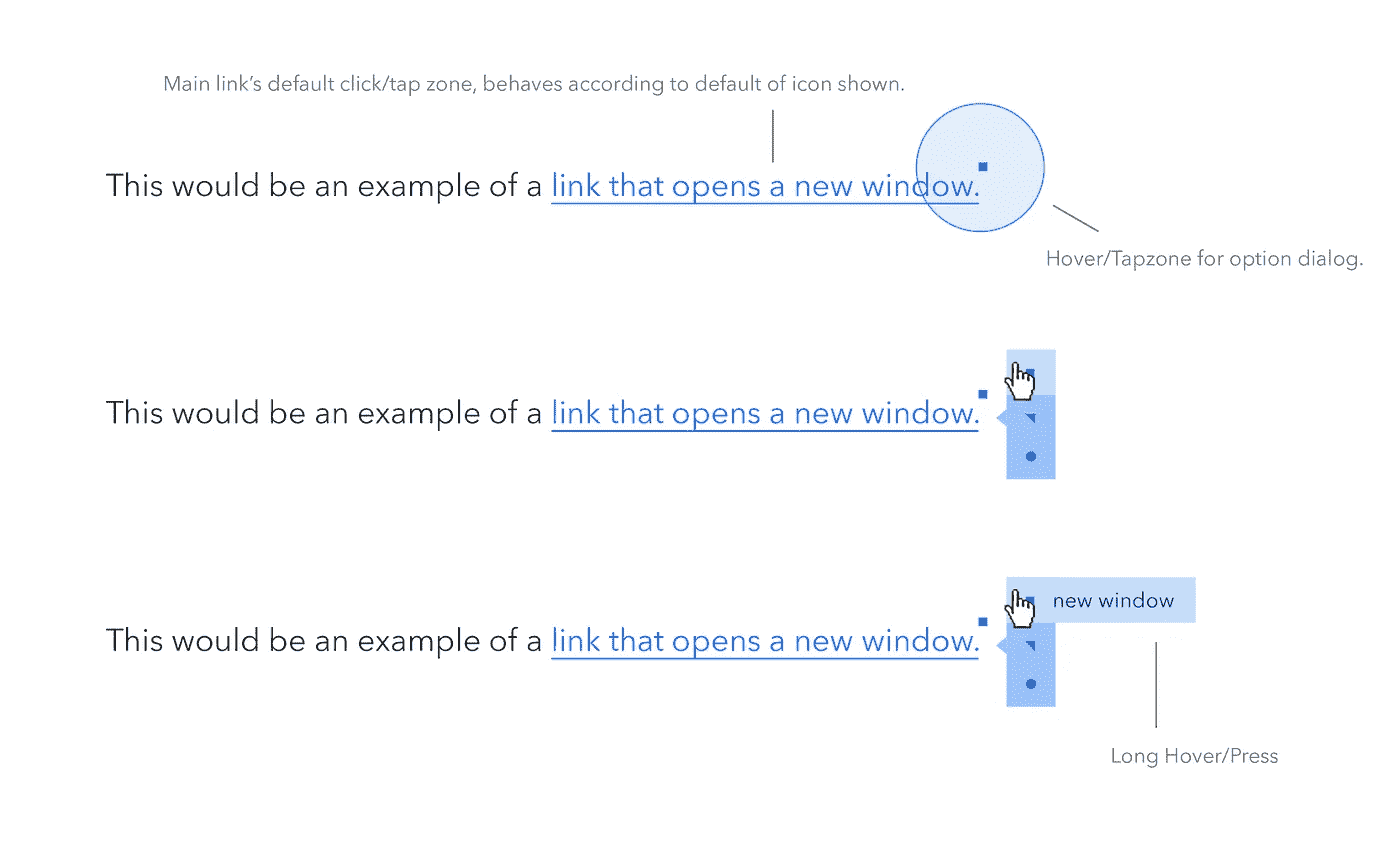 Main link’s default click/tap zone, behaves according to default of icon shown.
This would be an example of a link that opens a new window.
Hover/Tapzone for option dialog.
This would be an example of a link that opens a new window.
new window
This would be an example of a link that opens a new window.
Long Hover/Press